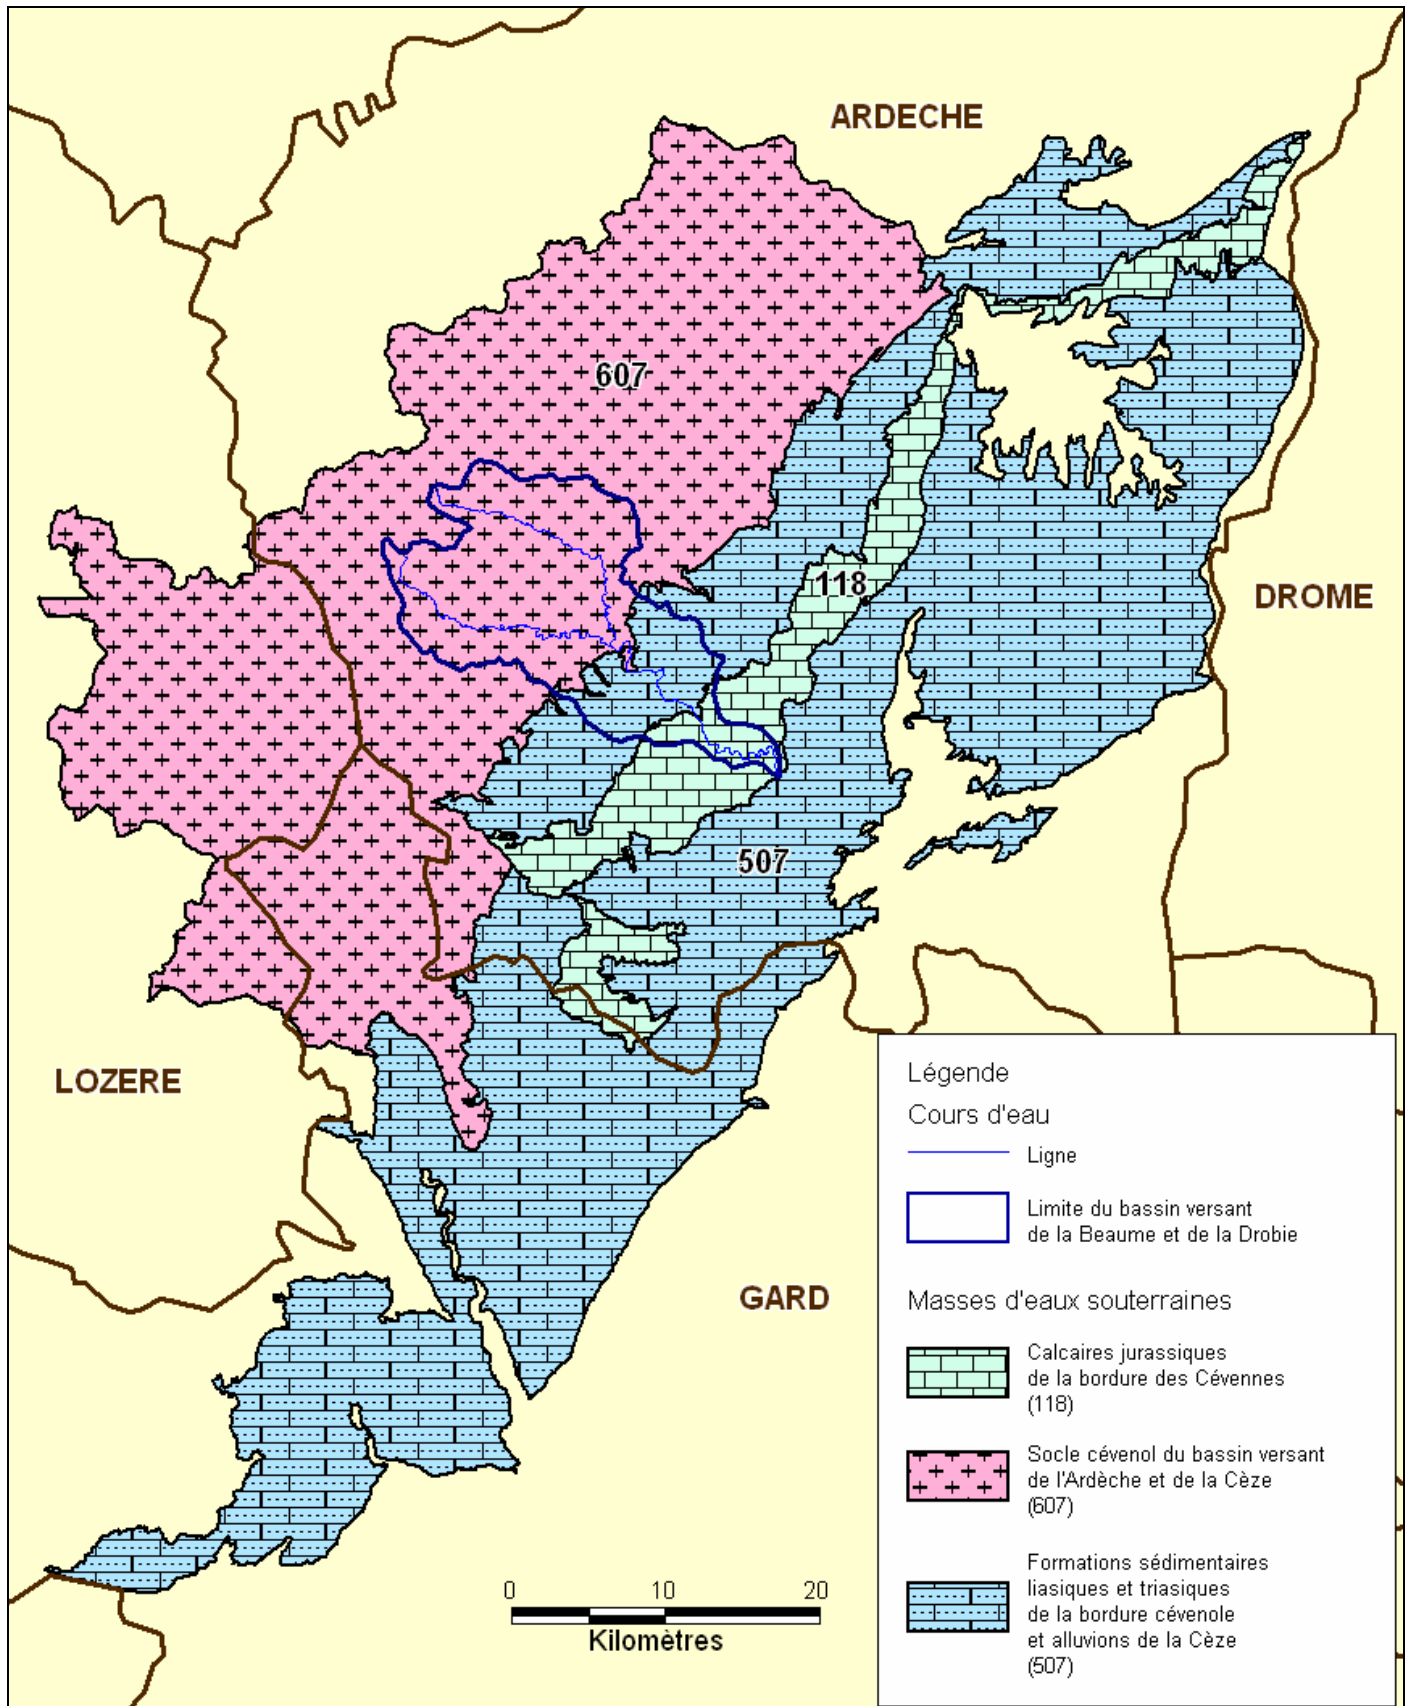 ARDECHE
607
118
DROME
507
LOZERE
GARD
Légende
Cours d'eau
Ligne
Limite du bassin versant
de la Beaume et de la Drobie
Masses d'eaux souterraines
Calcaires jurassiques
de la bordure des Cévennes
(118)
Socle cévenol du bassin versant
de l'Ardèche et de la Cèze
(607)
Formations sédimentaires
liasiques et triasiques
de la bordure cévenole
et alluvions de la Cèze
(507)
0 10 20
Kilomètres